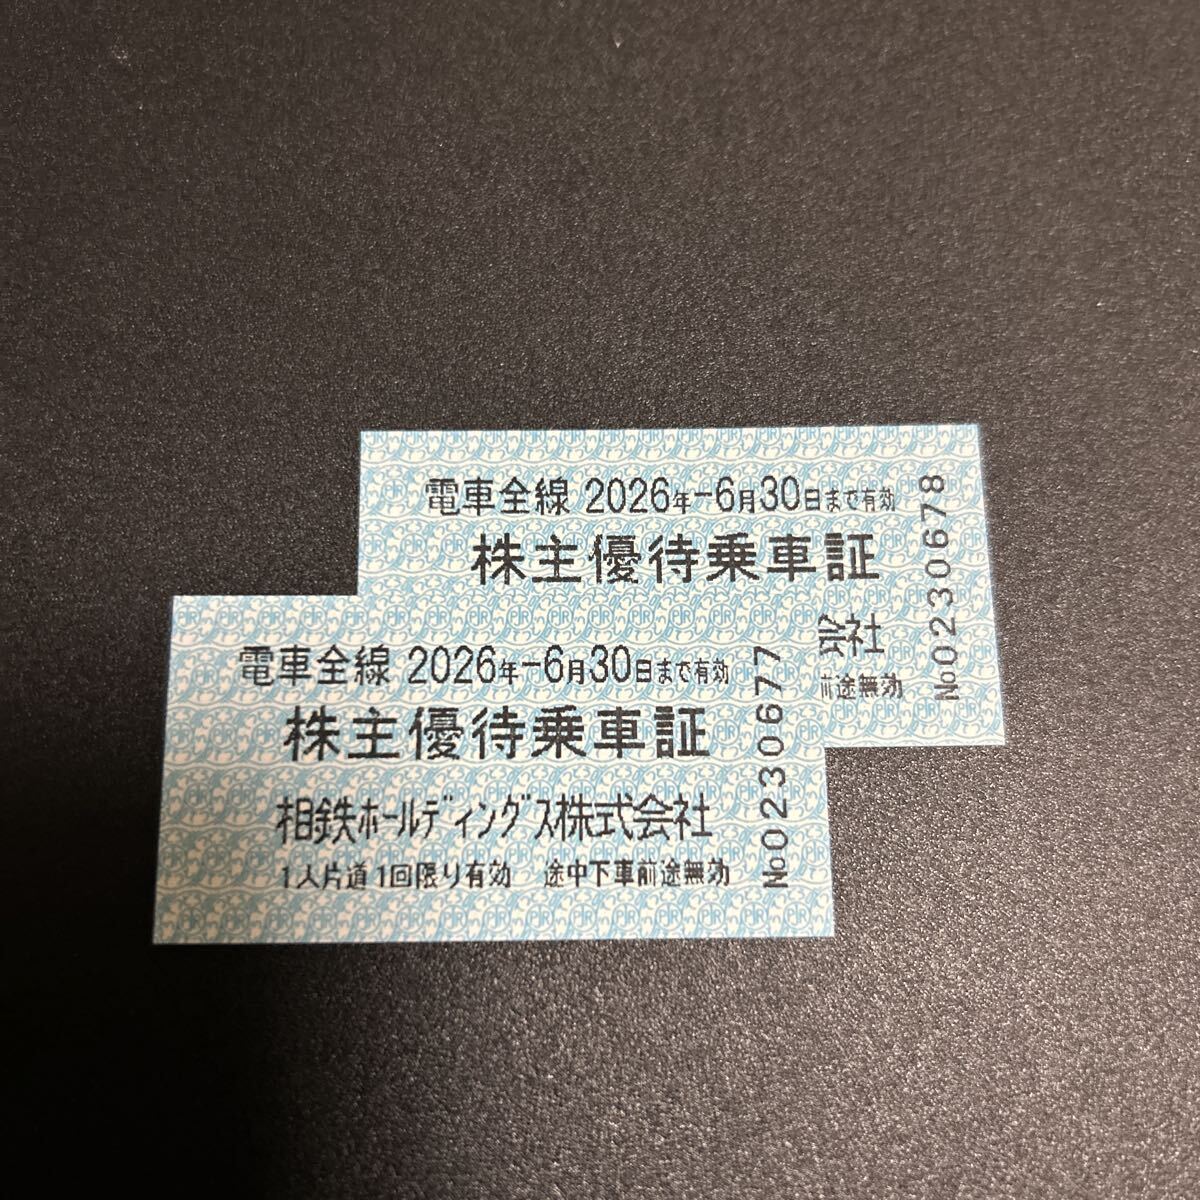 電車全線 2026年-6月30日まで有効
株主優待乗車証
会社
前途無効
№0230678
電車全線 2026年-6月30日まで有効
株主優待乗車証
相鉄ホールディングス株式会社
1人片道1回限り有効 途中下車前途無効
№0230677